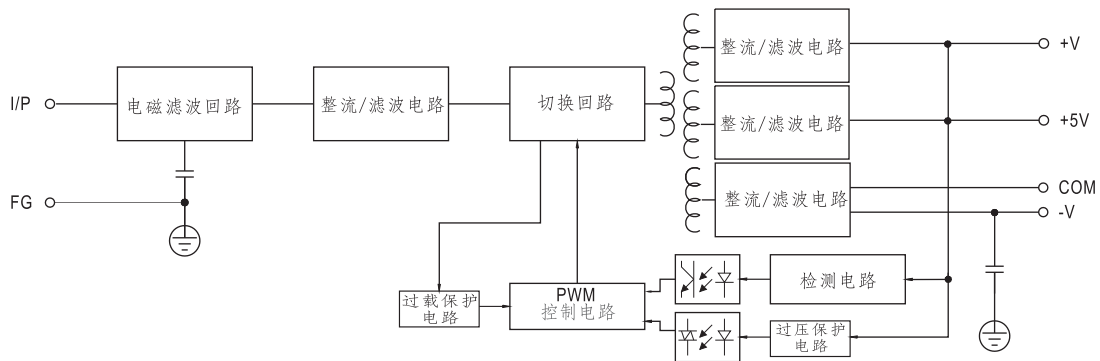 整流/滤波电路
+V
I/P
电磁滤波回路
整流/滤波电路
切换回路
整流/滤波电路
+5V
FG
整流/滤波电路
COM
-V
过载保护
电路
PWM
控制电路
检测电路
过压保护
电路